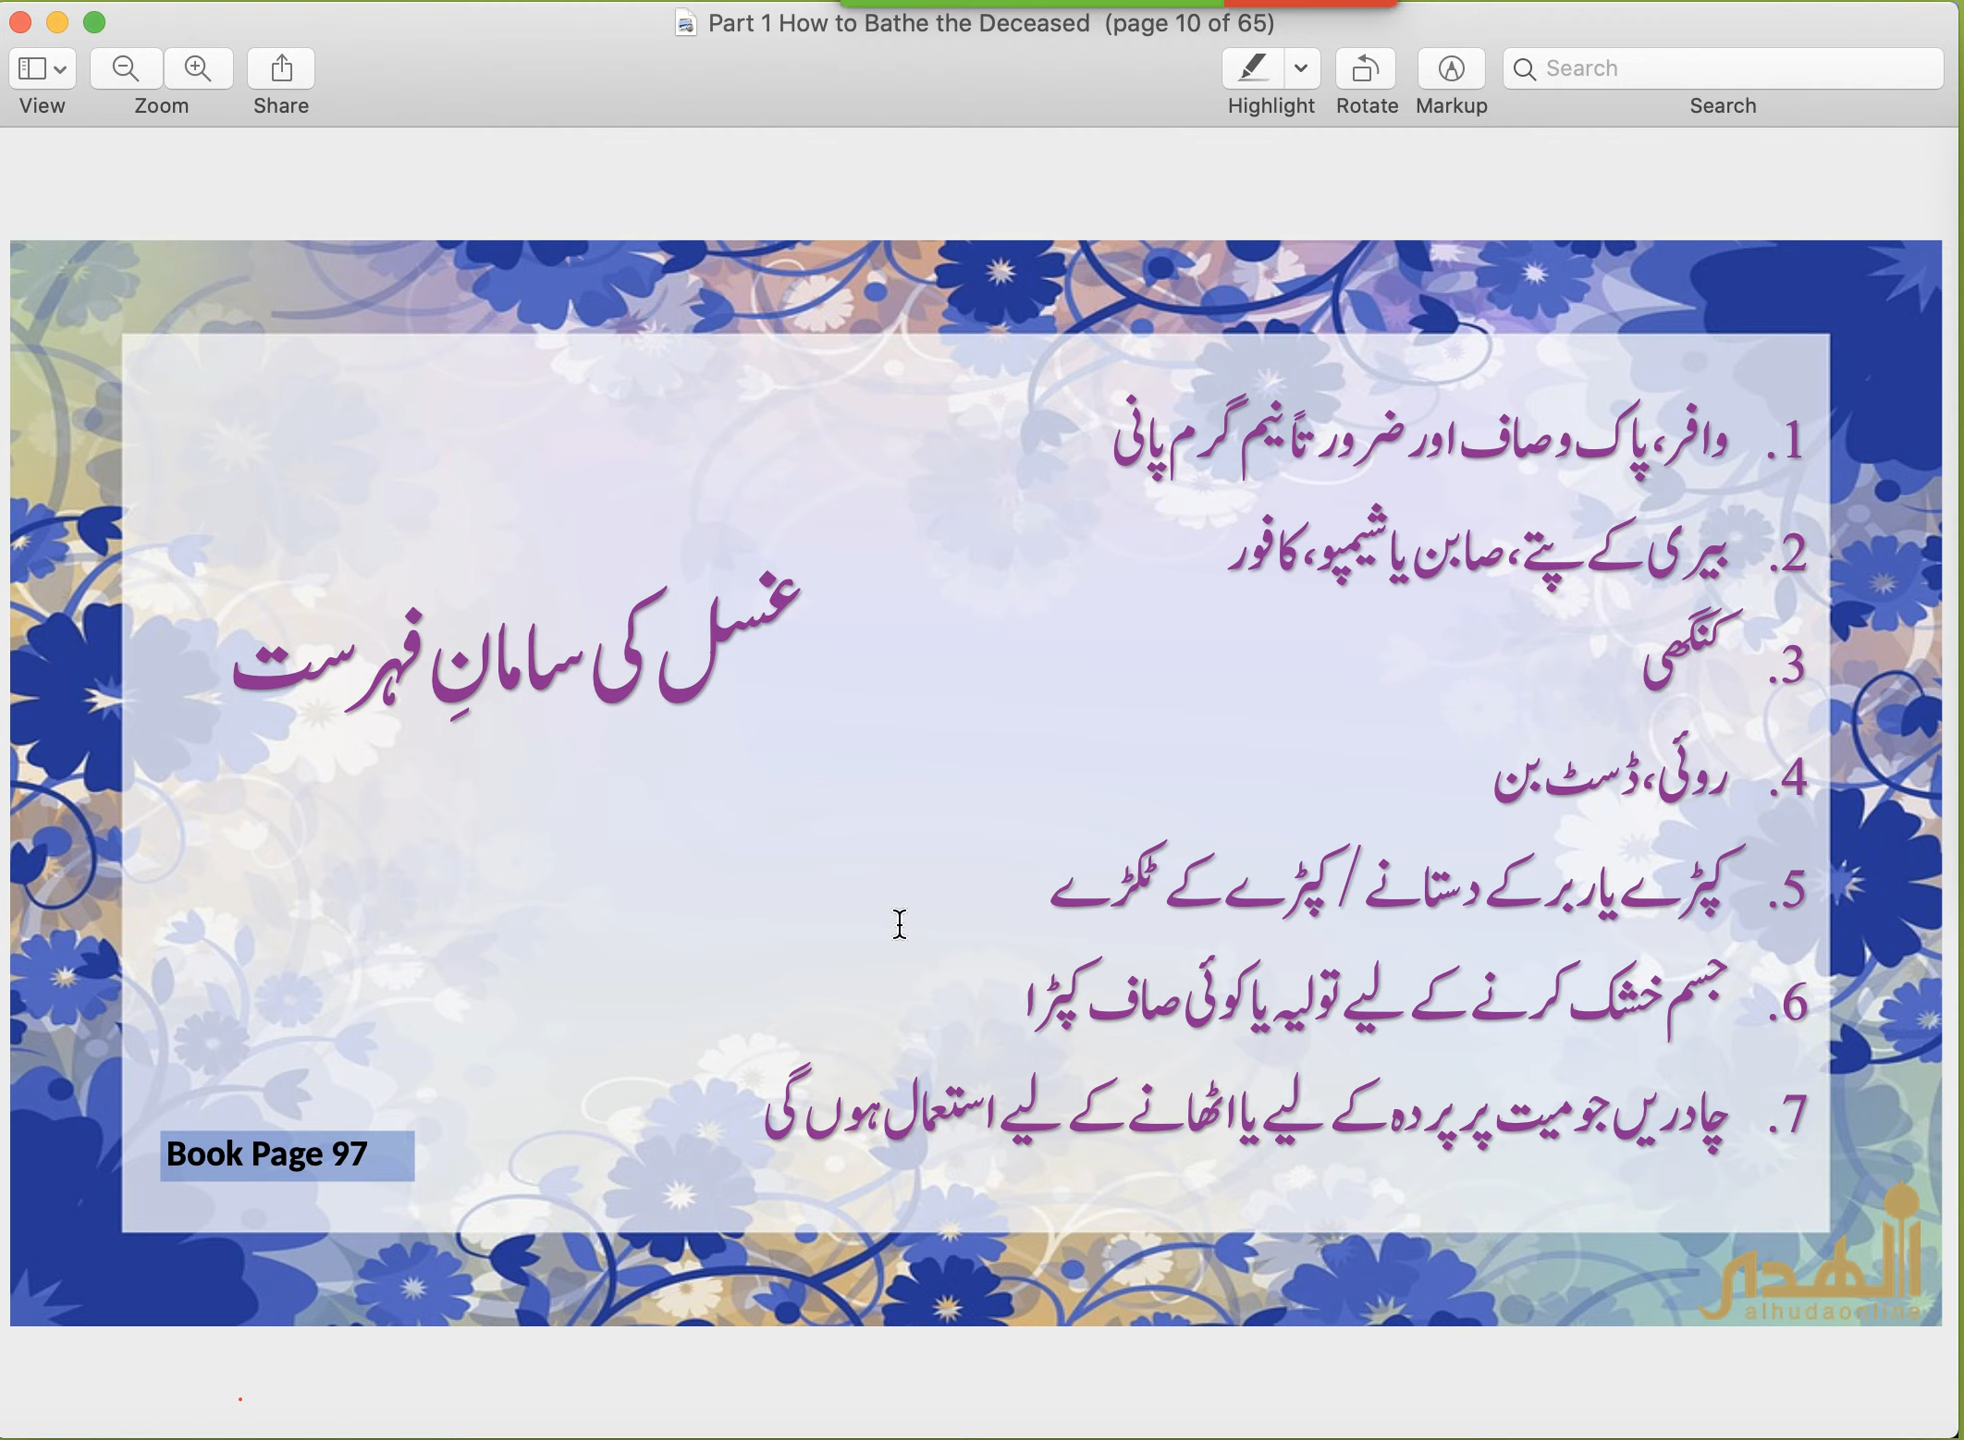 Part 1 How to Bathe the Deceased (page 10 of 65)
View
Zoom
Share
Highlight
Rotate
Markup
Search
Search
1. وافر، پاک و صاف اور ضرورتاً نیم گرم پانی
2. بیری کے پتے، صابن یا شیمپو، کافور
3. کنگھی
4. روئی، ڈسٹ بن
5. کپڑے یا ربر کے دستانے / کپڑے کے ٹکڑے
6. جسم خشک کرنے کے لیے تولیہ یا کوئی صاف کپڑا
7. چادریں جو میت پر پردہ کے لیے یا اٹھانے کے لیے استعمال ہوں گی
غسل کی سامانِ فہرست
Book Page 97
الهدى
alhudaonline